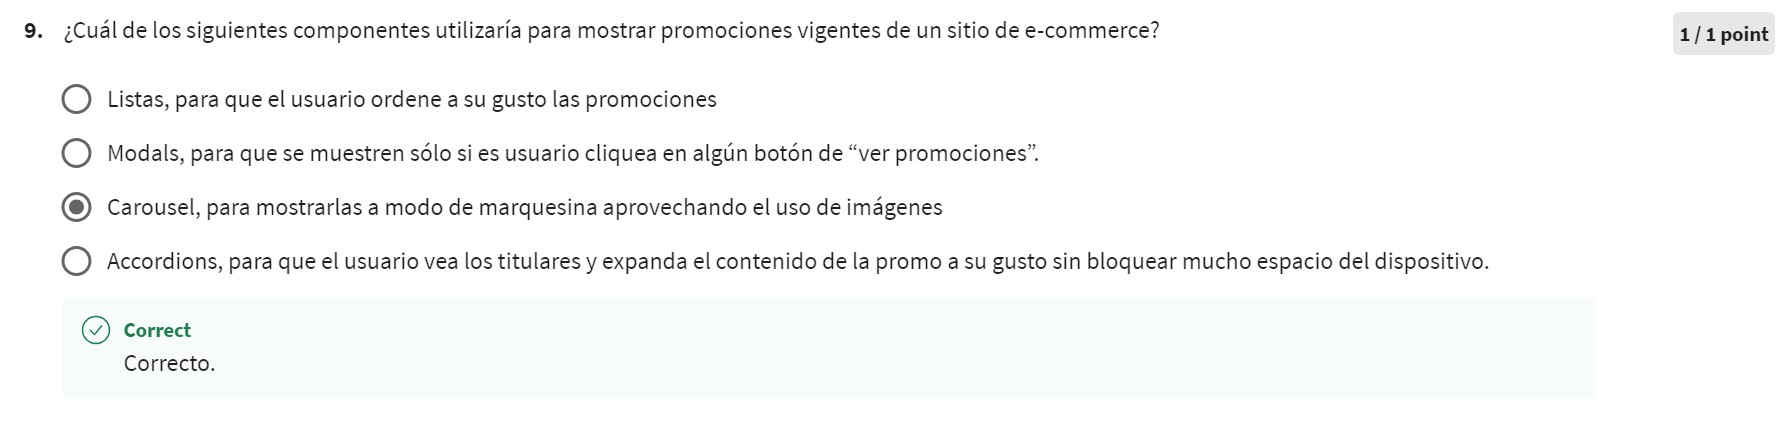 9. ¿Cuál de los siguientes componentes utilizaría para mostrar promociones vigentes de un sitio de e-commerce?
1 / 1 point
Listas, para que el usuario ordene a su gusto las promociones
Modals, para que se muestren sólo si es usuario cliquea en algún botón de “ver promociones”.
Carousel, para mostrarlas a modo de marquesina aprovechando el uso de imágenes
Accordions, para que el usuario vea los titulares y expanda el contenido de la promo a su gusto sin bloquear mucho espacio del dispositivo.
Correct
Correcto.